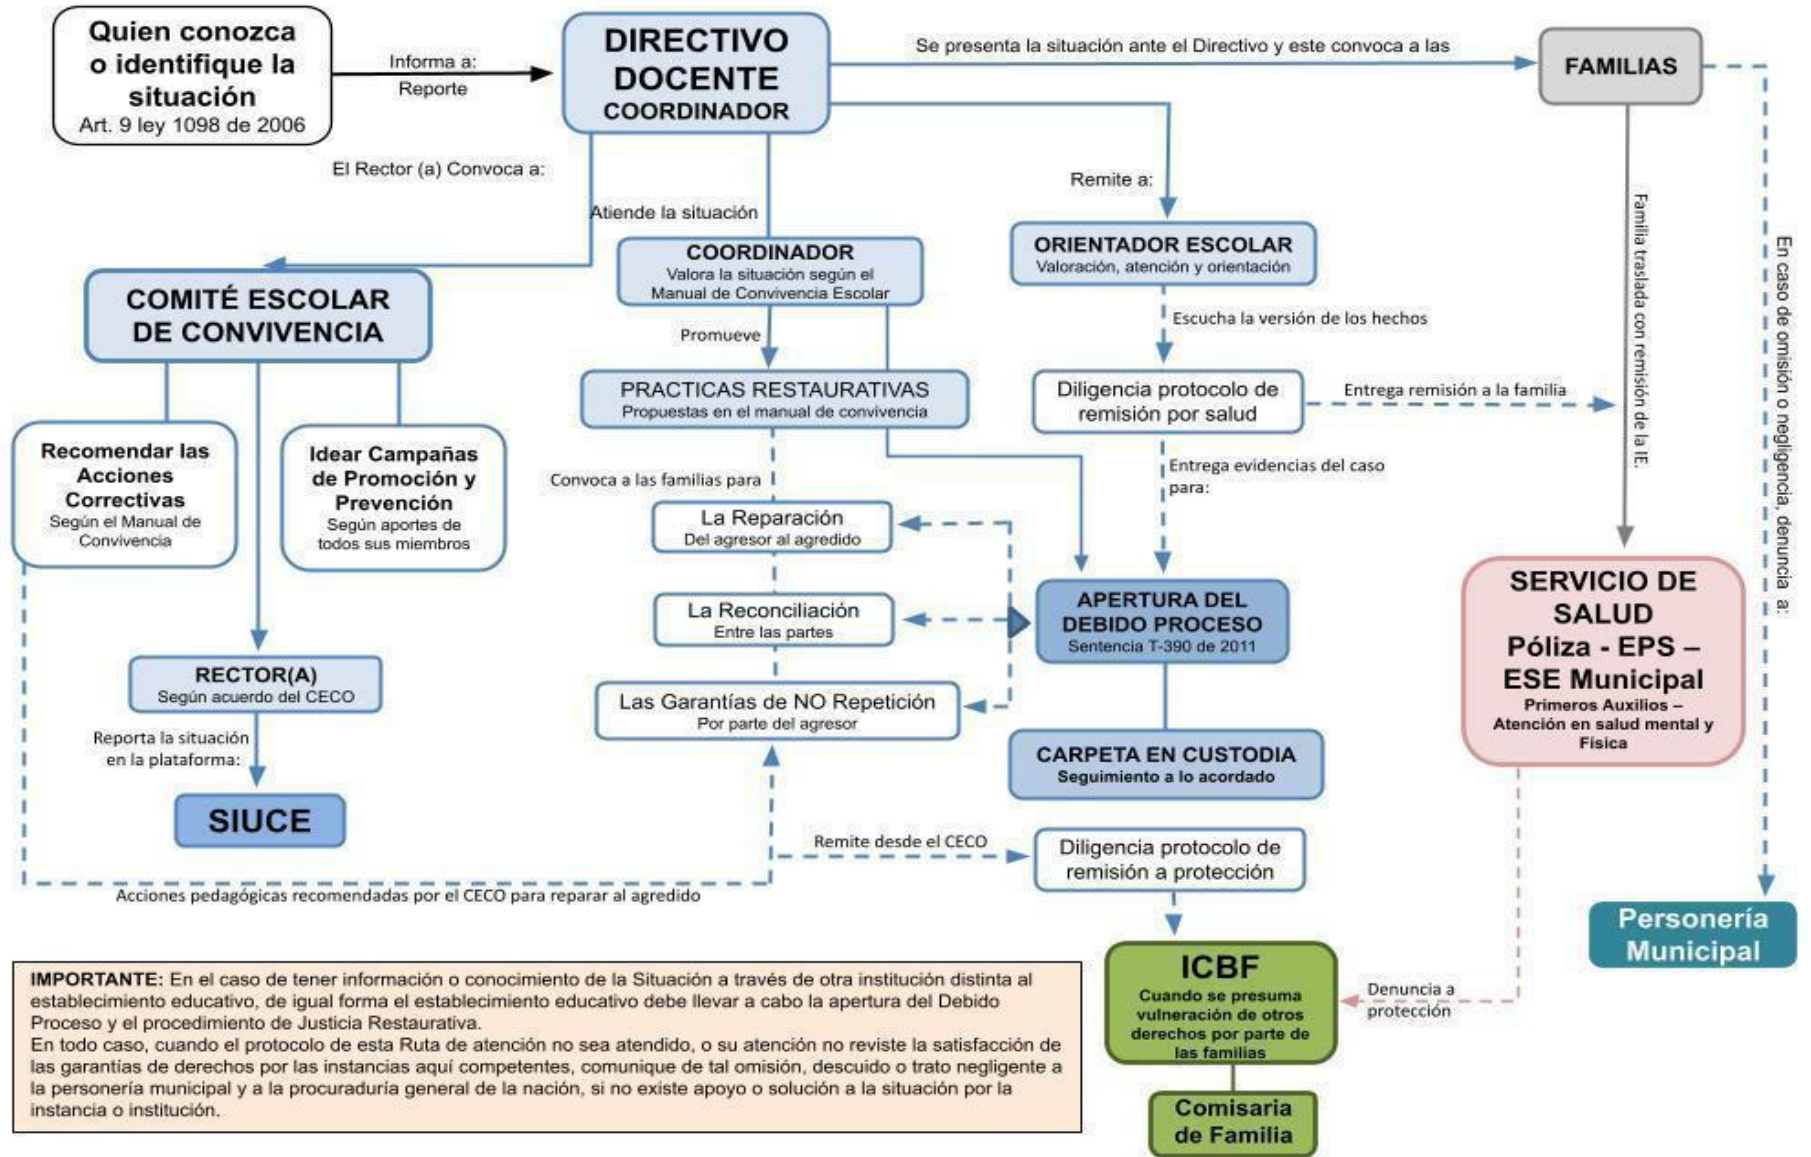 Quien conozca
o identifique la
situación
Art. 9 ley 1098 de 2006
Informa a:
Reporte
DIRECTIVO
DOCENTE
COORDINADOR
Se presenta la situación ante el Directivo y este convoca a las
FAMILIAS
El Rector (a) Convoca a:
Atiende la situación
Remite a:
COMITÉ ESCOLAR
DE CONVIVENCIA
COORDINADOR
Valora la situación según el
Manual de Convivencia Escolar
ORIENTADOR ESCOLAR
Valoración, atención y orientación
Familia traslada con remisión de la IE.
En caso de omisión o negligencia, denuncia a:
Promueve
Escucha la versión de los hechos
PRACTICAS RESTAURATIVAS
Propuestas en el manual de convivencia
Diligencia protocolo de
remisión por salud
Entrega remisión a la familia
Recomendar las
Acciones
Correctivas
Según el Manual de
Convivencia
Idear Campañas
de Promoción y
Prevención
Según aportes de
todos sus miembros
Convoca a las familias para
Entrega evidencias del caso
para:
La Reparación
Del agresor al agredido
La Reconciliación
Entre las partes
Las Garantías de NO Repetición
Por parte del agresor
APERTURA DEL
DEBIDO PROCESO
Sentencia T-390 de 2011
SERVICIO DE
SALUD
Póliza - EPS –
ESE Municipal
Primeros Auxilios –
Atención en salud mental y
Física
RECTOR(A)
Según acuerdo del CECO
Reporta la situación
en la plataforma:
SIUCE
CARPETA EN CUSTODIA
Seguimiento a lo acordado
Remite desde el CECO
Diligencia protocolo de
remisión a protección
Acciones pedagógicas recomendadas por el CECO para reparar al agredido
Personería
Municipal
ICBF
Cuando se presuma
vulneración de otros
derechos por parte de
las familias
Denuncia a
protección
Comisaria
de Familia
IMPORTANTE: En el caso de tener información o conocimiento de la Situación a través de otra institución distinta al
establecimiento educativo, de igual forma el establecimiento educativo debe llevar a cabo la apertura del Debido
Proceso y el procedimiento de Justicia Restaurativa.
En todo caso, cuando el protocolo de esta Ruta de atención no sea atendido, o su atención no reviste la satisfacción de
las garantías de derechos por las instancias aquí competentes, comunique de tal omisión, descuido o trato negligente a
la personería municipal y a la procuraduría general de la nación, si no existe apoyo o solución a la situación por la
instancia o institución.